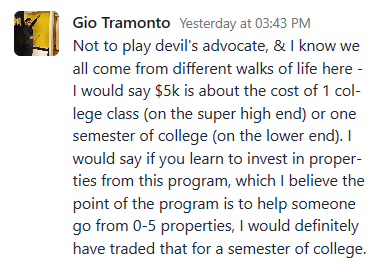 Gio Tramonto Yesterday at 03:43 PM
Not to play devil's advocate, & I know we
all come from different walks of life here -
I would say $5k is about the cost of 1 col-
lege class (on the super high end) or one
semester of college (on the lower end). I
would say if you learn to invest in proper-
ties from this program, which I believe the
point of the program is to help someone
go from 0-5 properties, I would definitely
have traded that for a semester of college.